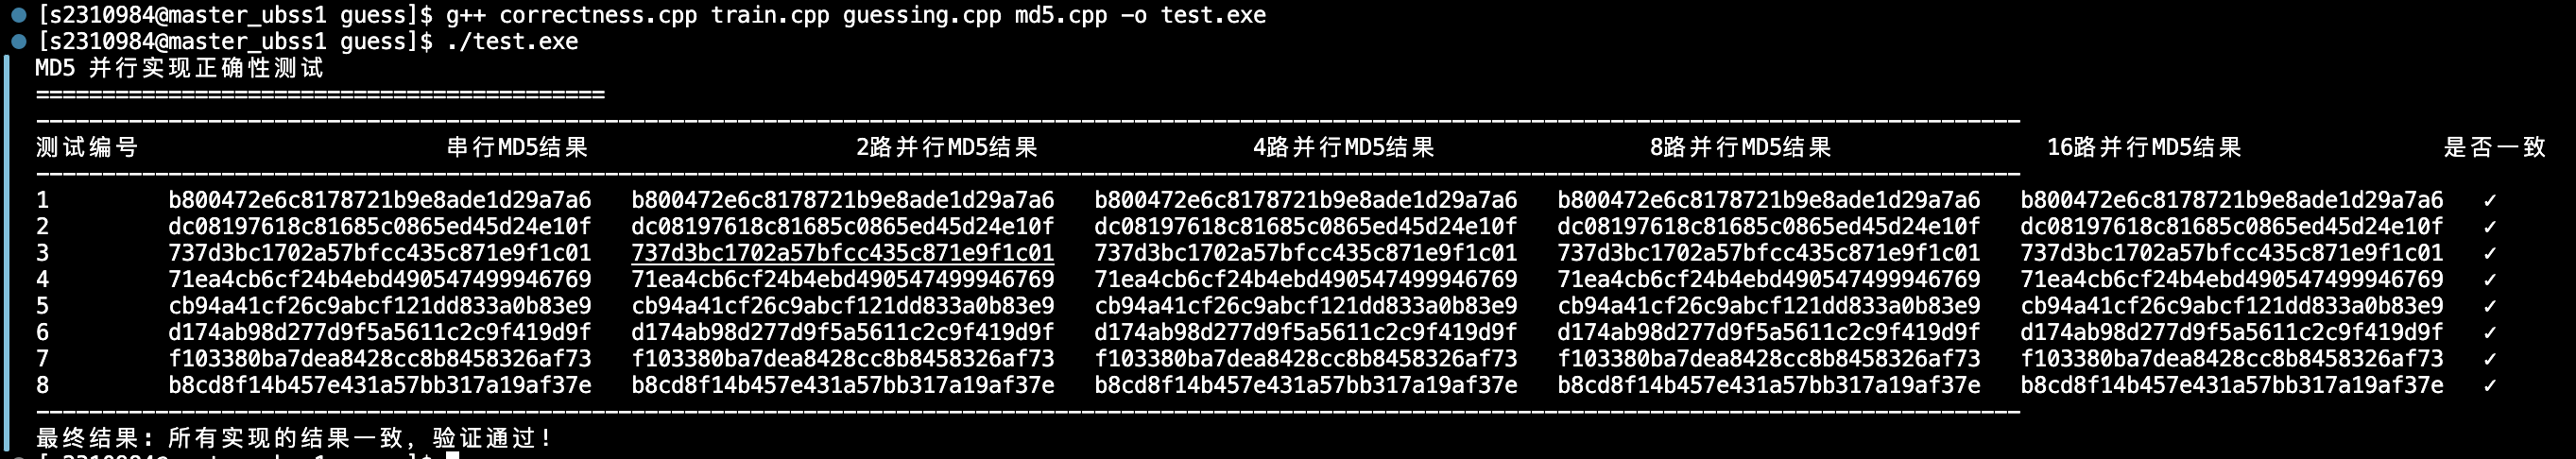 [s2310984@master_ubss1 guess]$ g++ correctness.cpp train.cpp guessing.cpp md5.cpp -o test.exe
[s2310984@master_ubss1 guess]$ ./test.exe
MD5 并行实现正确性测试
===========================================
------------------------------------------------------------------------------------------------------------------------------------------------------
测试编号 串行MD5结果 2路并行MD5结果 4路并行MD5结果 8路并行MD5结果 16路并行MD5结果 是否一致
------------------------------------------------------------------------------------------------------------------------------------------------------
1 b800472e6c8178721b9e8ade1d29a7a6 b800472e6c8178721b9e8ade1d29a7a6 b800472e6c8178721b9e8ade1d29a7a6 b800472e6c8178721b9e8ade1d29a7a6 b800472e6c8178721b9e8ade1d29a7a6 ✓
2 dc08197618c81685c0865ed45d24e10f dc08197618c81685c0865ed45d24e10f dc08197618c81685c0865ed45d24e10f dc08197618c81685c0865ed45d24e10f dc08197618c81685c0865ed45d24e10f ✓
3 737d3bc1702a57bfcc435c871e9f1c01 737d3bc1702a57bfcc435c871e9f1c01 737d3bc1702a57bfcc435c871e9f1c01 737d3bc1702a57bfcc435c871e9f1c01 737d3bc1702a57bfcc435c871e9f1c01 ✓
4 71ea4cb6cf24b4ebd490547499946769 71ea4cb6cf24b4ebd490547499946769 71ea4cb6cf24b4ebd490547499946769 71ea4cb6cf24b4ebd490547499946769 71ea4cb6cf24b4ebd490547499946769 ✓
5 cb94a41cf26c9abcf121dd833a0b83e9 cb94a41cf26c9abcf121dd833a0b83e9 cb94a41cf26c9abcf121dd833a0b83e9 cb94a41cf26c9abcf121dd833a0b83e9 cb94a41cf26c9abcf121dd833a0b83e9 ✓
6 d174ab98d277d9f5a5611c2c9f419d9f d174ab98d277d9f5a5611c2c9f419d9f d174ab98d277d9f5a5611c2c9f419d9f d174ab98d277d9f5a5611c2c9f419d9f d174ab98d277d9f5a5611c2c9f419d9f ✓
7 f103380ba7dea8428cc8b8458326af73 f103380ba7dea8428cc8b8458326af73 f103380ba7dea8428cc8b8458326af73 f103380ba7dea8428cc8b8458326af73 f103380ba7dea8428cc8b8458326af73 ✓
8 b8cd8f14b457e431a57bb317a19af37e b8cd8f14b457e431a57bb317a19af37e b8cd8f14b457e431a57bb317a19af37e b8cd8f14b457e431a57bb317a19af37e b8cd8f14b457e431a57bb317a19af37e ✓
------------------------------------------------------------------------------------------------------------------------------------------------------
最终结果: 所有实现的结果一致, 验证通过!
[s2310984@master_ubss1 guess]$